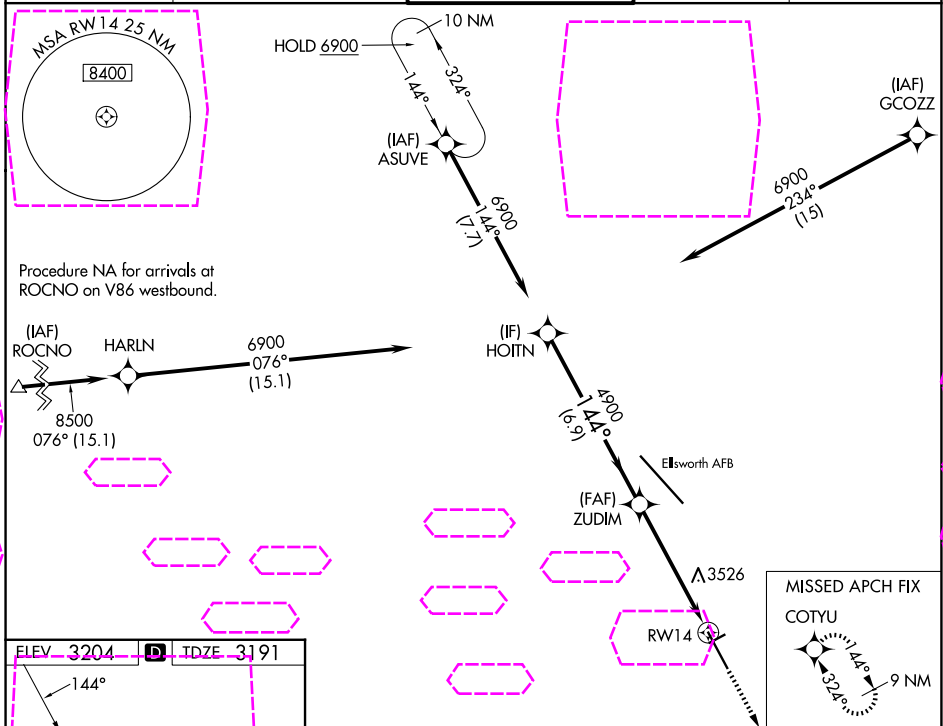 MSA RW14 25 NM
8400
10 NM
HOLD 6900
144°
324°
(IAF)
ASUVE
(IAF)
GCOZZ
6900
234°
(15)
6900
144°
(7.7)
Procedure NA for arrivals at
ROCNO on V86 westbound.
(IAF)
ROCNO
HARLN
6900
076°
(15.1)
8500
076° (15.1)
(IF)
HOITN
4900
144°
(6.9)
Ellsworth AFB
(FAF)
ZUDIM
3526
RW14
MISSED APCH FIX
COTYU
144°
324°
9 NM
ELEV 3204 D TDZE 3191
144°